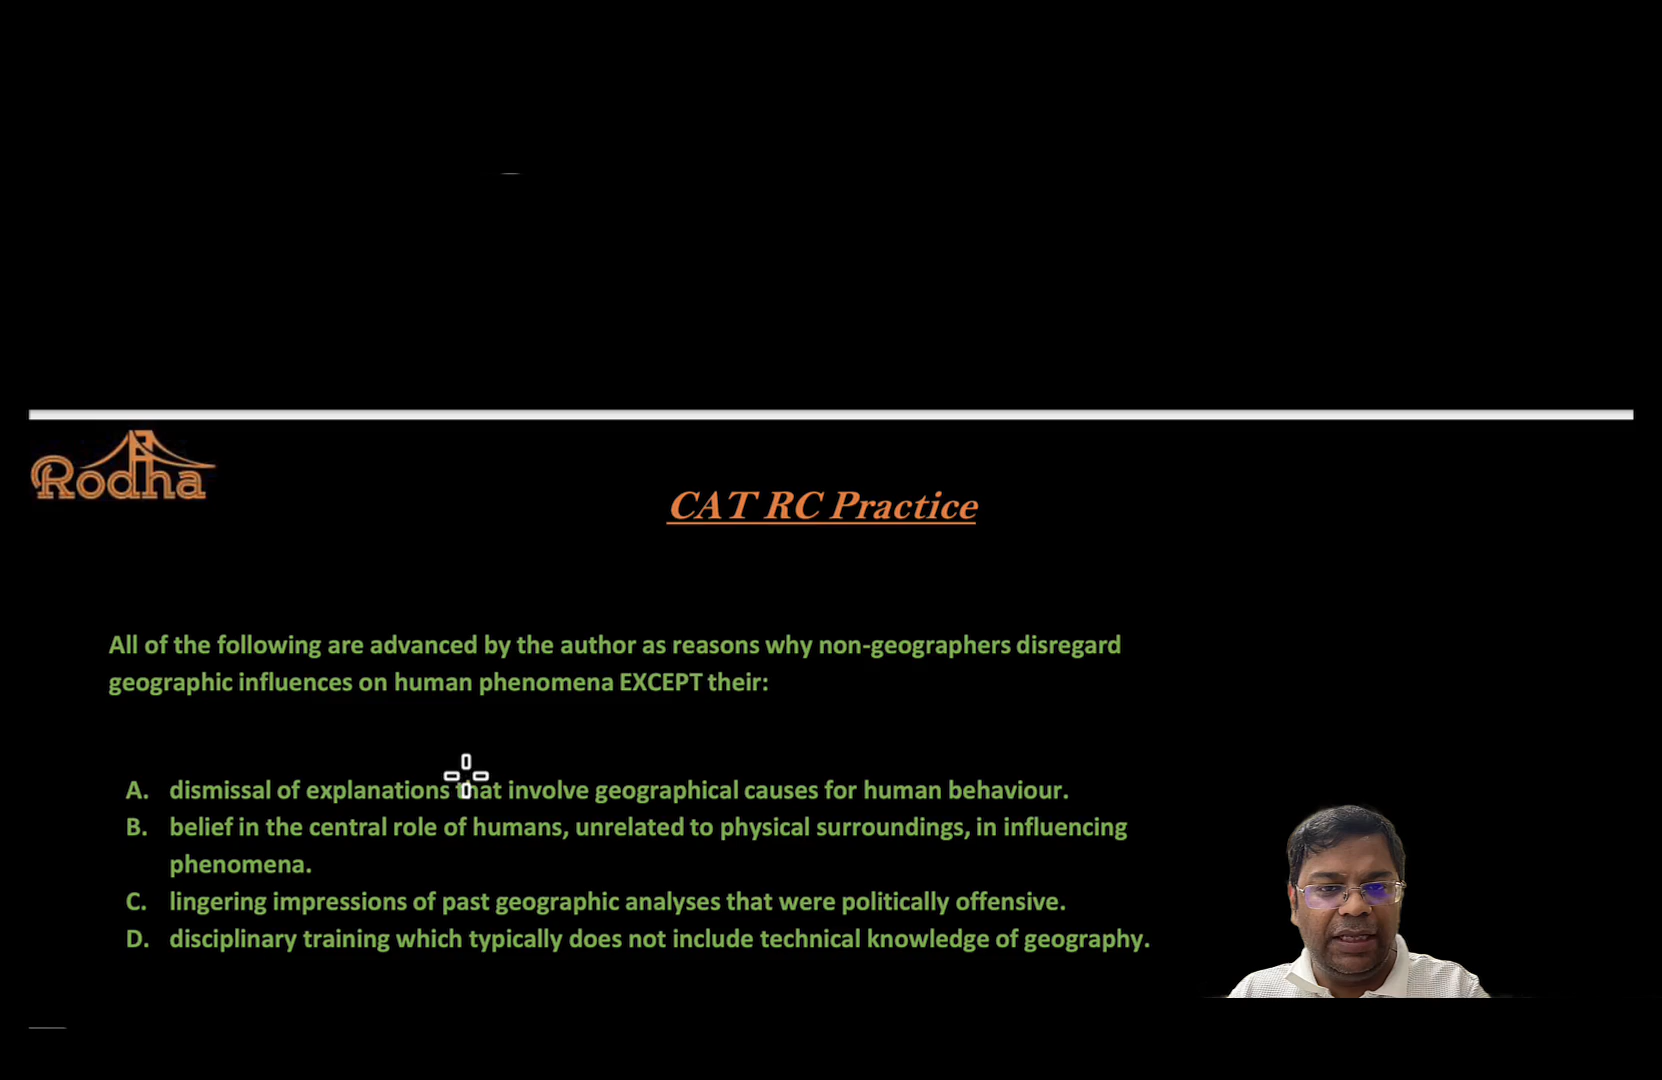 Rodha
CAT RC Practice
All of the following are advanced by the author as reasons why non-geographers disregard
geographic influences on human phenomena EXCEPT their:
A. dismissal of explanations that involve geographical causes for human behaviour.
B. belief in the central role of humans, unrelated to physical surroundings, in influencing
phenomena.
C. lingering impressions of past geographic analyses that were politically offensive.
D. disciplinary training which typically does not include technical knowledge of geography.